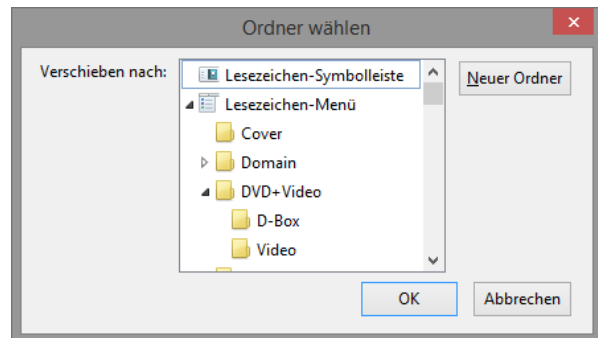 Ordner wählen
Verschieben nach:
Lesezeichen-Symbolleiste
Neuer Ordner
Lesezeichen-Menü
Cover
Domain
DVD+Video
D-Box
Video
OK
Abbrechen